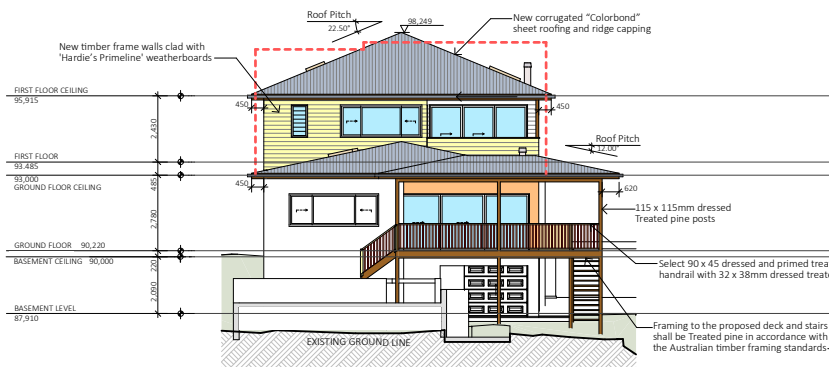 Roof Pitch
22.50°
98,249
New corrugated "Colorbond"
sheet roofing and ridge capping
New timber frame walls clad with
'Hardie's Primeline' weatherboards
FIRST FLOOR CEILING
95,915
450
450
2,430
Roof Pitch
12.00°
FIRST FLOOR
93.485
93,000
GROUND FLOOR CEILING
485
450
620
2,780
115 x 115mm dressed
Treated pine posts
GROUND FLOOR 90,220
BASEMENT CEILING 90,000
220
Select 90 x 45 dressed and primed trea
handrail with 32 x 38mm dressed treat
2,090
BASEMENT LEVEL
87,910
Framing to the proposed deck and stairs
shall be Treated pine in accordance with
the Australian timber framing standards-
EXISTING GROUND LINE